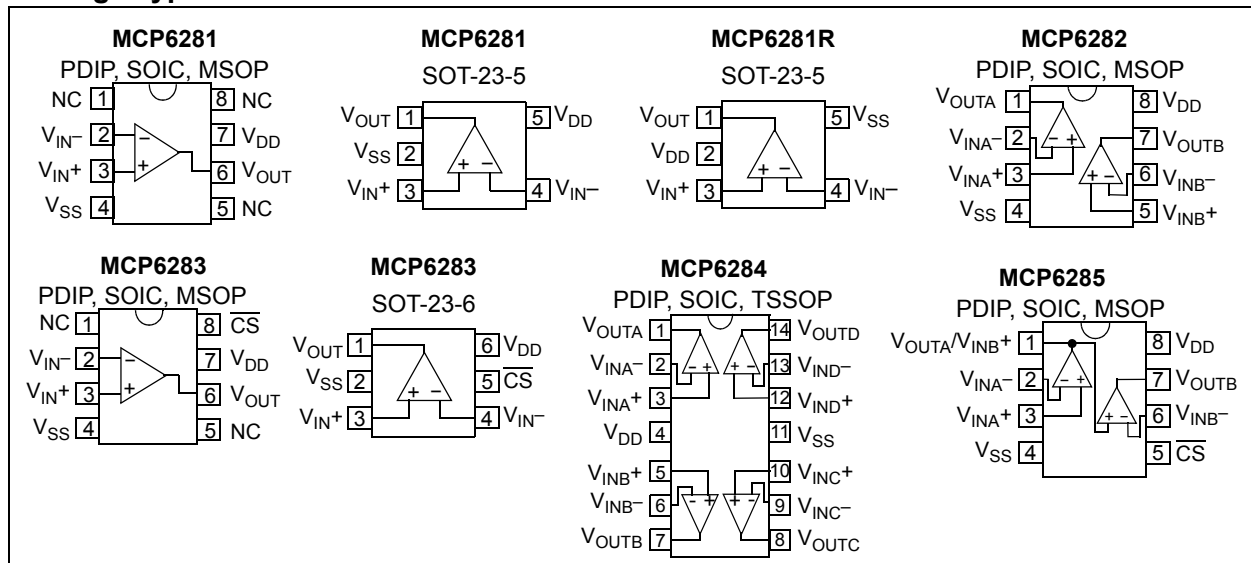 MCP6281
PDIP, SOIC, MSOP
NC 1 8 NC
VIN– 2 7 VDD
VIN+ 3 6 VOUT
VSS 4 5 NC
– +
MCP6281
SOT-23-5
VOUT 1 5 VDD
VSS 2
VIN+ 3 4 VIN–
+ –
MCP6281R
SOT-23-5
VOUT 1 5 VSS
VDD 2
VIN+ 3 4 VIN–
+ –
MCP6282
PDIP, SOIC, MSOP
VOUTA 1 8 VDD
VINA– 2 7 VOUTB
VINA+ 3 6 VINB–
VSS 4 5 VINB+
- +
+ -
MCP6283
PDIP, SOIC, MSOP
NC 1 8 CS
VIN– 2 7 VDD
VIN+ 3 6 VOUT
VSS 4 5 NC
– +
MCP6283
SOT-23-6
VOUT 1 6 VDD
VSS 2 5 CS
VIN+ 3 4 VIN–
+ –
MCP6284
PDIP, SOIC, TSSOP
VOUTA 1 14 VOUTD
VINA– 2 13 VIND–
VINA+ 3 12 VIND+
VDD 4 11 VSS
VINB+ 5 10 VINC+
VINB– 6 9 VINC–
VOUTB 7 8 VOUTC
- + + -
- + + -
MCP6285
PDIP, SOIC, MSOP
VOUTA/VINB+ 1 8 VDD
VINA– 2 7 VOUTB
VINA+ 3 6 VINB–
VSS 4 5 CS
- +
+ -